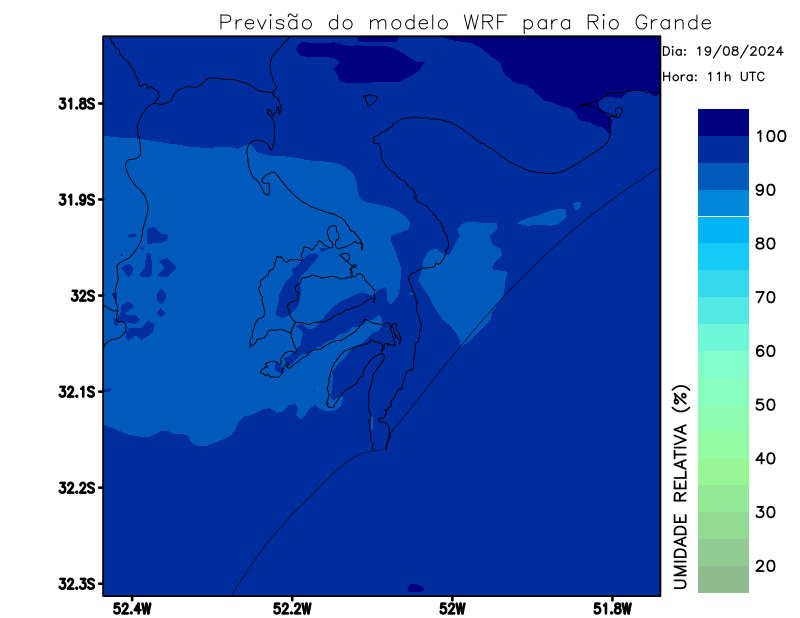 Previsão do modelo WRF para Rio Grande
Dia: 19/08/2024
Hora: 11h UTC
31.8S
31.9S
32S
32.1S
32.2S
32.3S
52.4W
52.2W
52W
51.8W
100
90
80
70
60
50
40
30
20
UMIDADE RELATIVA (%)